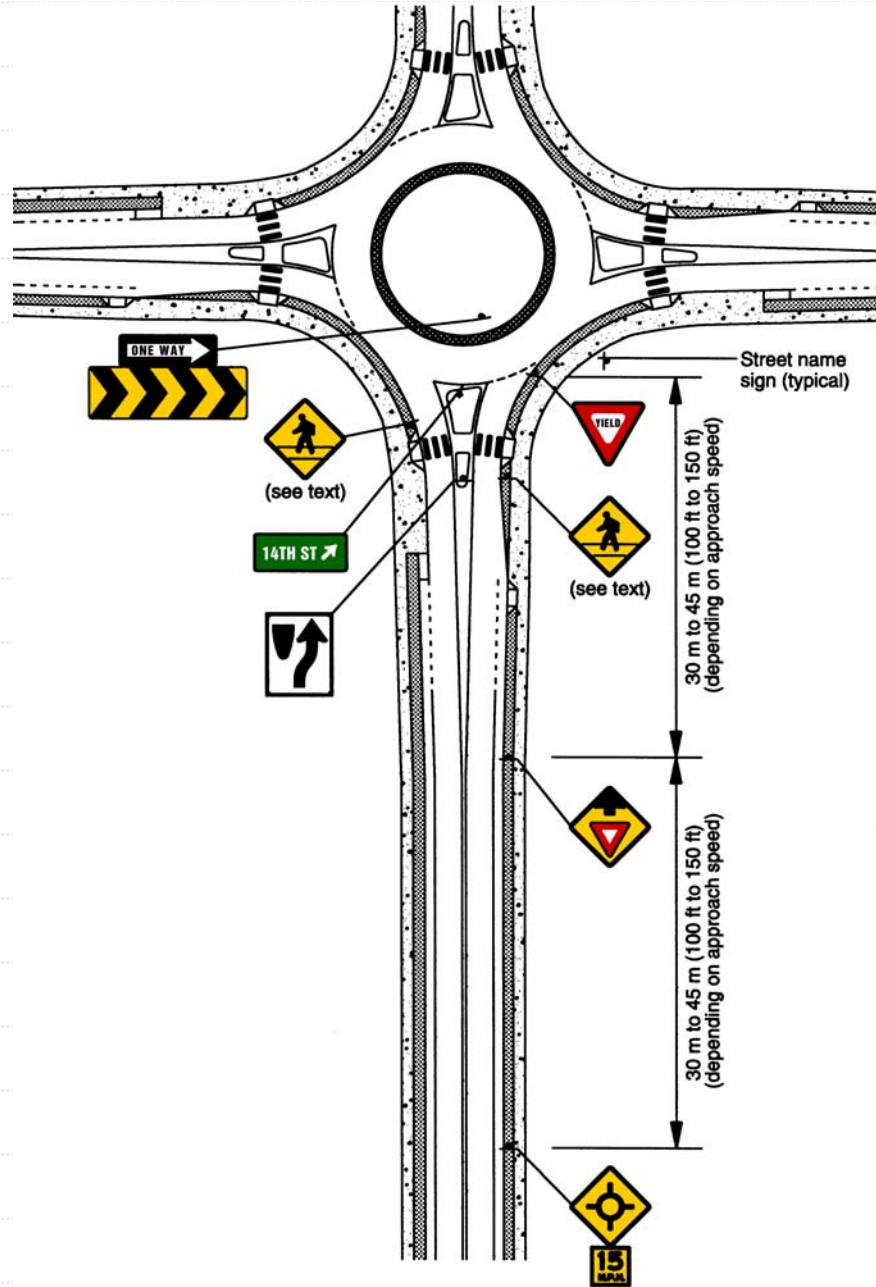 ONE WAY
Street name
sign (typical)
YIELD
(see text)
14TH ST
(see text)
30 m to 45 m (100 ft to 150 ft)
(depending on approach speed)
30 m to 45 m (100 ft to 150 ft)
(depending on approach speed)
15
M.P.H.